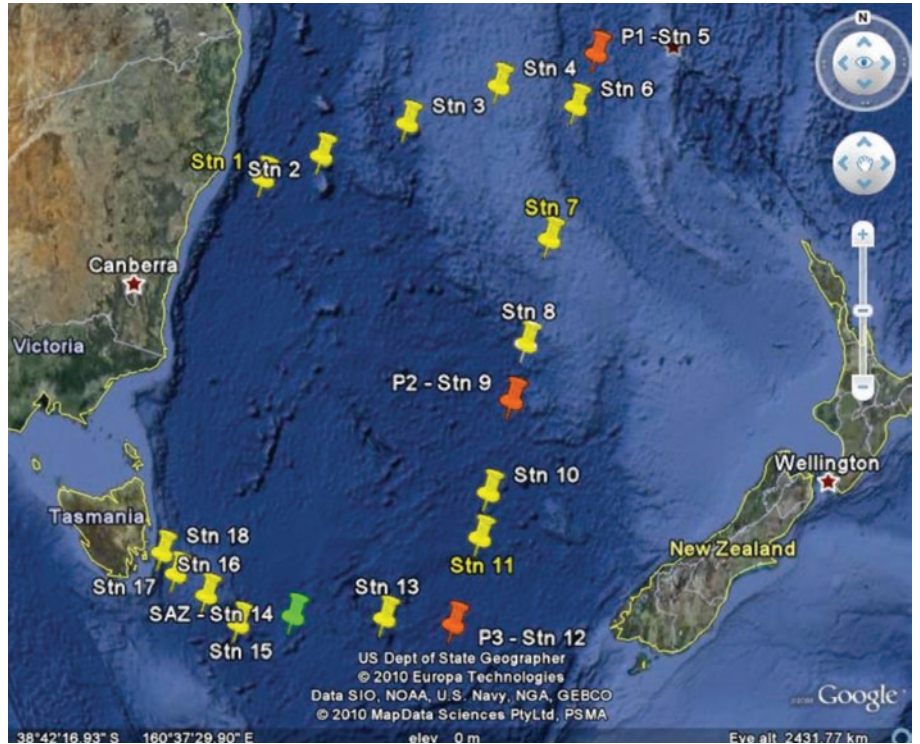 N
P1 -Stn 5
Stn 4
Stn 6
Stn 3
Stn 1
Stn 2
Stn 7
Canberra
Stn 8
Victoria
P2 - Stn 9
Wellington
Stn 10
Tasmania
Stn 18
Stn 11
New Zealand
Stn 16
Stn 17
Stn 13
SAZ - Stn 14
P3 - Stn 12
Stn 15
US Dept of State Geographer
© 2010 Europa Technologies
Data SIO, NOAA, U.S. Navy, NGA, GEBCO
© 2010 MapData Sciences PtyLtd, PSMA
Google
38°42'16.93" S 160°37'29.90" E elev 0 m Eye alt 2431.77 km